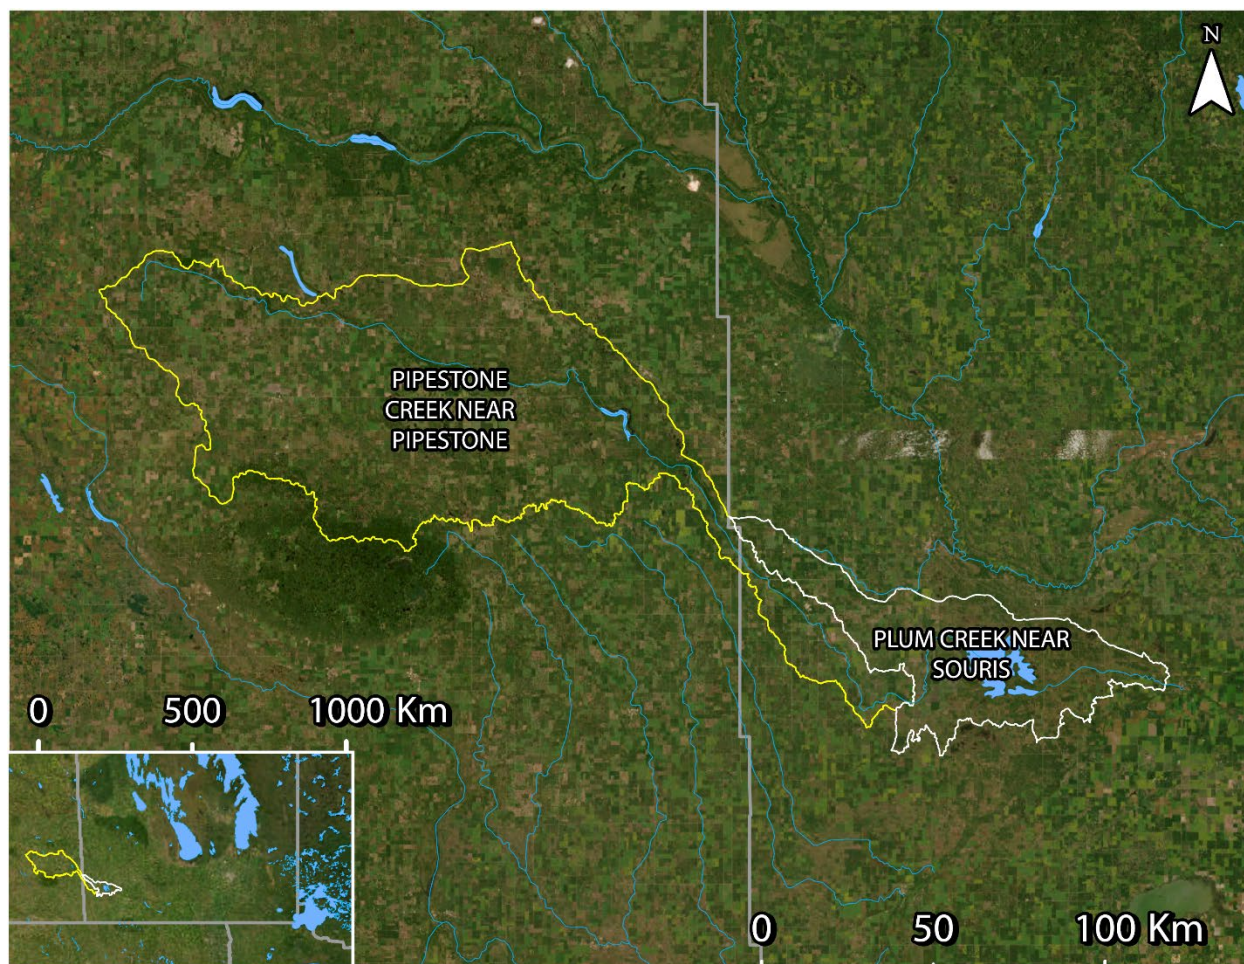 N
PIPESTONE
CREEK NEAR
PIPESTONE
PLUM CREEK NEAR
SOURIS
0 500 1000 Km
0 50 100 Km